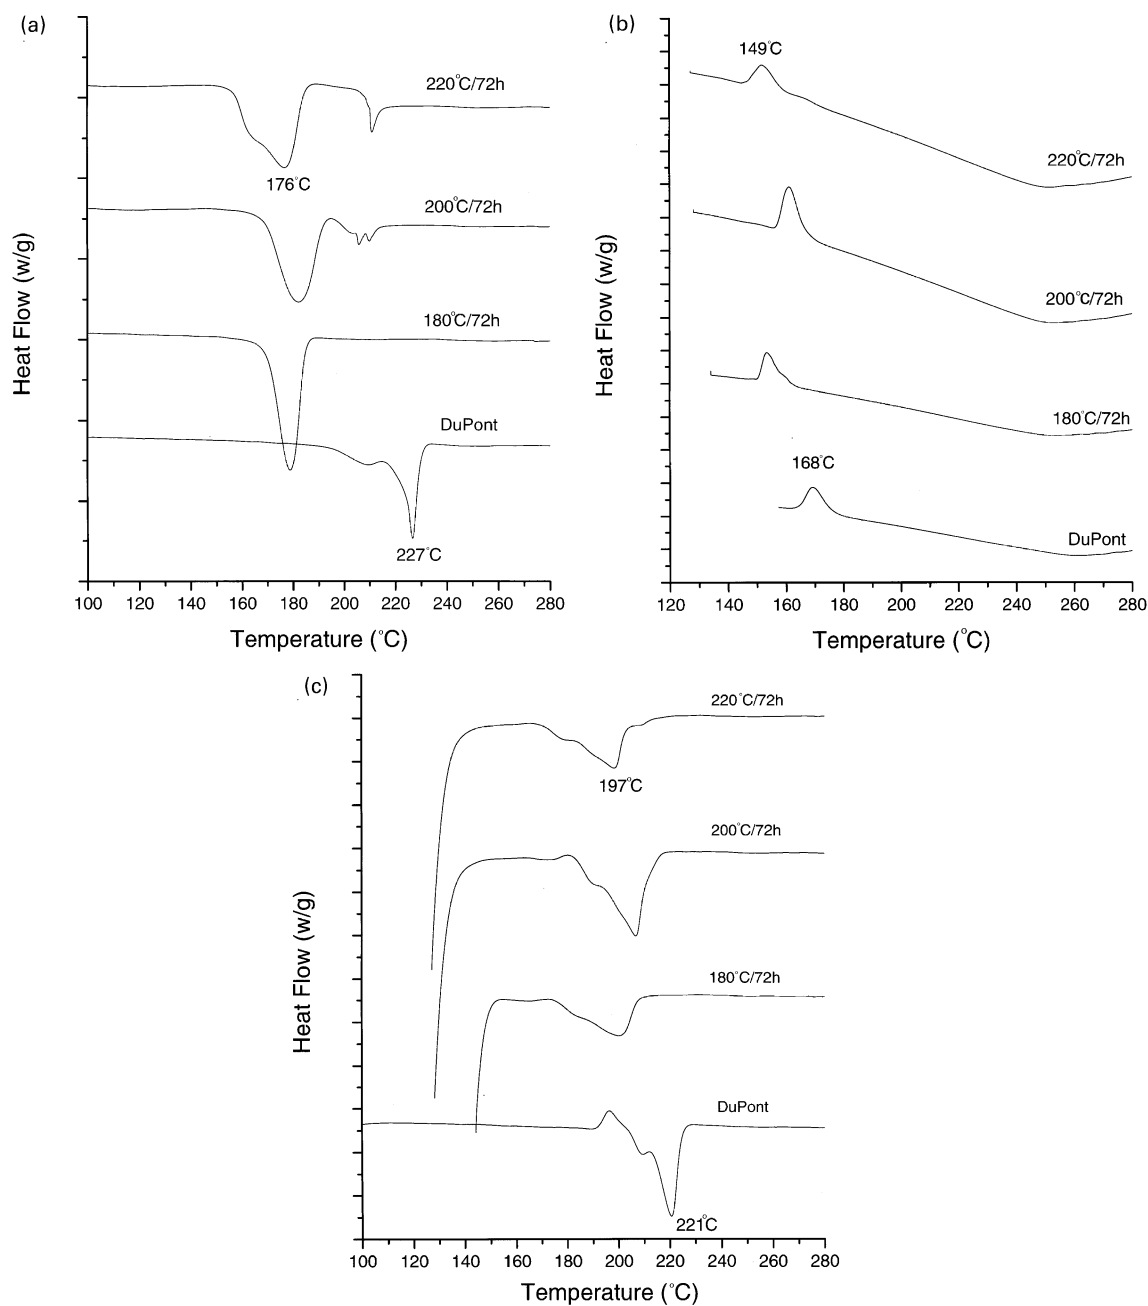 (a)
220°C/72h
176°C
200°C/72h
180°C/72h
DuPont
227°C
Heat Flow (w/g)
100 120 140 160 180 200 220 240 260 280
Temperature (°C)
(b)
149°C
220°C/72h
200°c/72h
180°C/72h
168°C
DuPont
Heat Flow (w/g)
120 140 160 180 200 220 240 260 280
Temperature (°C)
(c)
220°C/72h
197°C
200°C/72h
180°C/72h
DuPont
221°C
Heat Flow (w/g)
100 120 140 160 180 200 220 240 260 280
Temperature (°C)